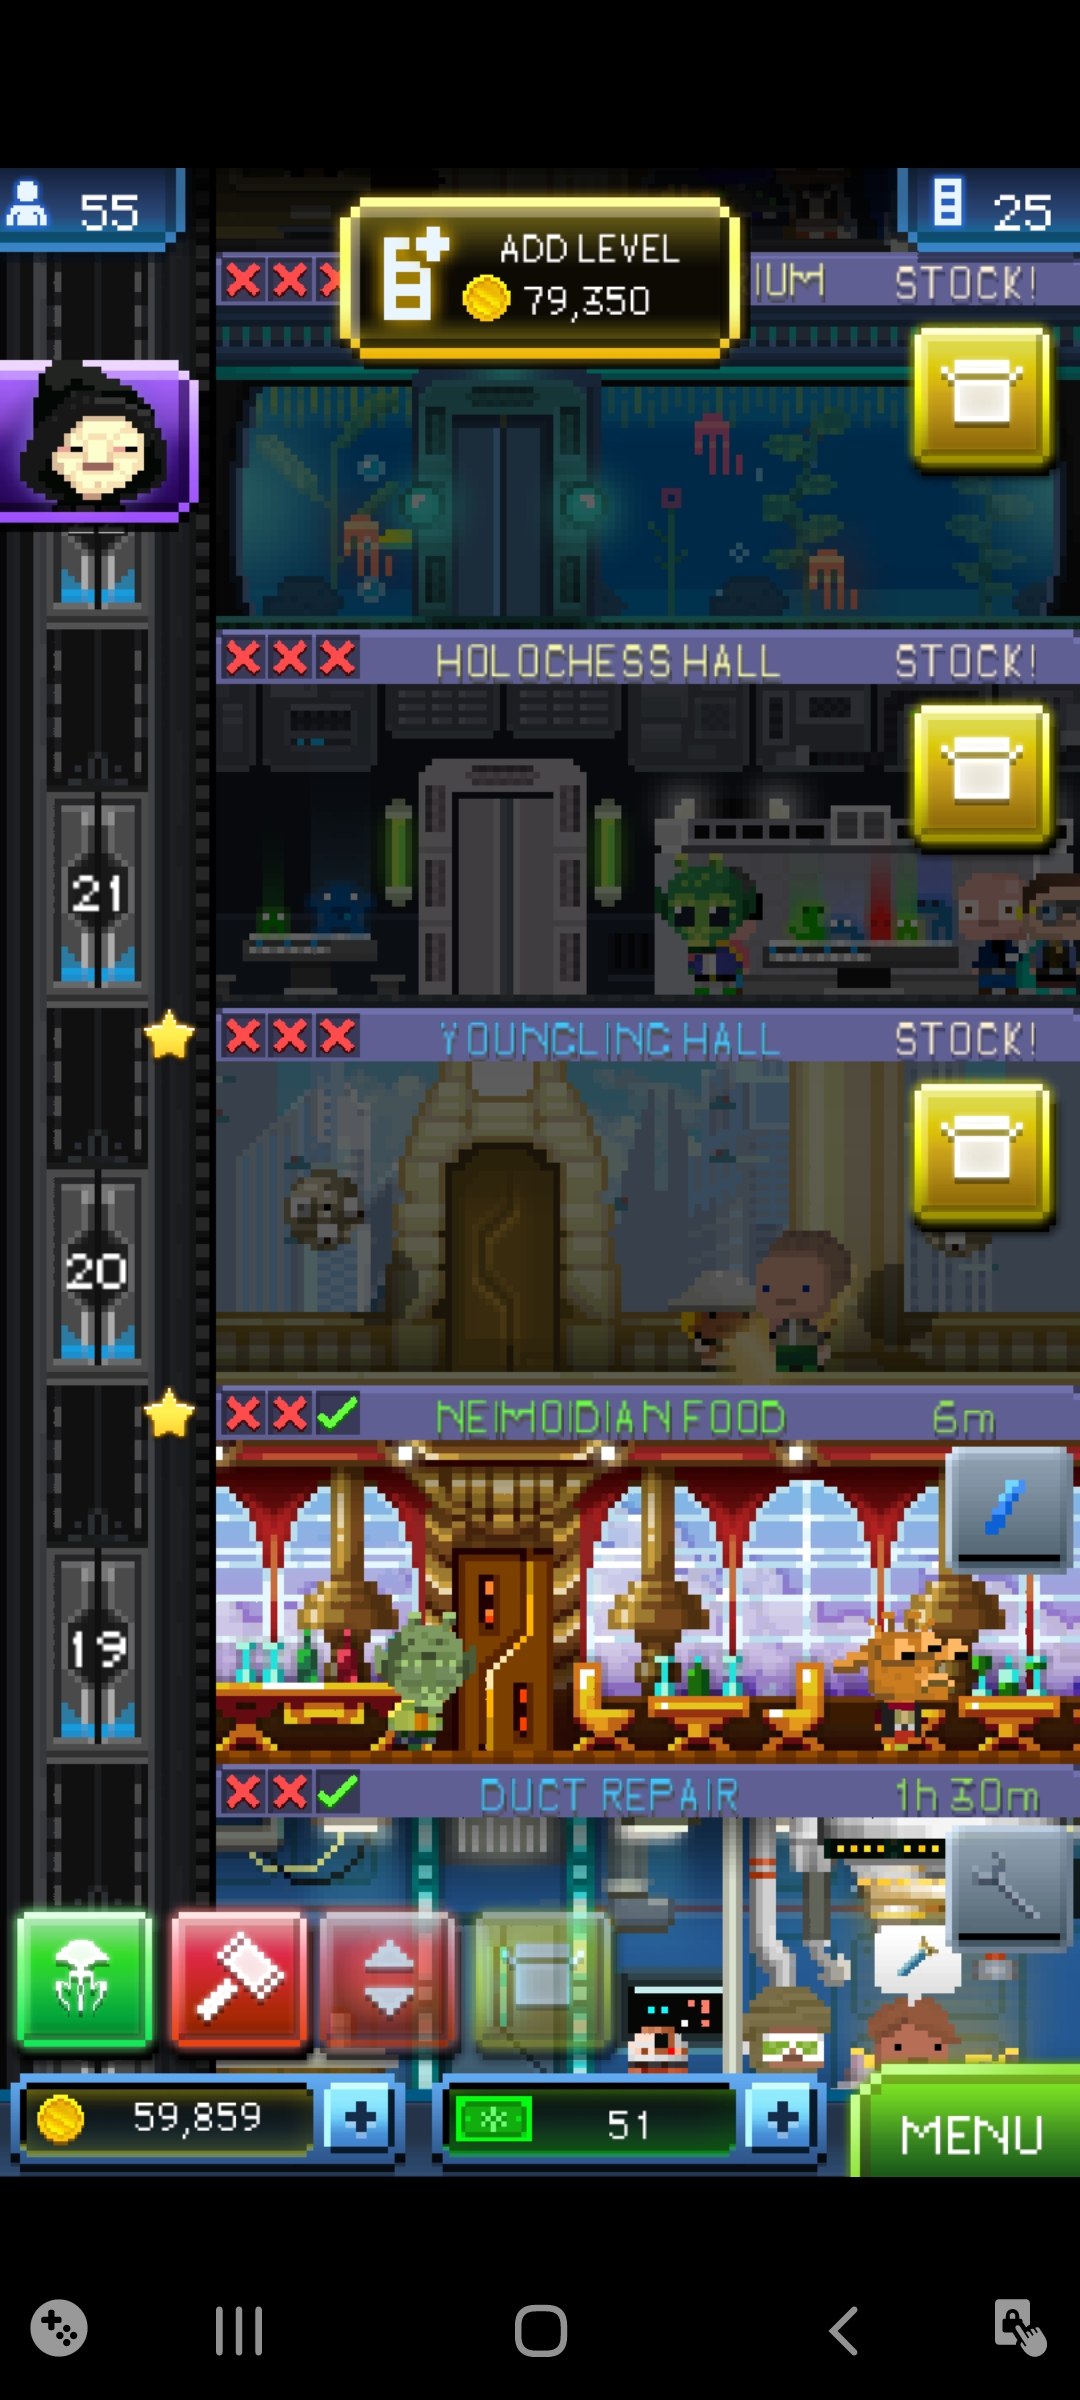 55
ADD LEVEL
79,350
25
IUM STOCK!
HOLOCHESS HALL STOCK!
21
YOUNGLING HALL STOCK!
20
NEIMOIDIAN FOOD 6m
19
DUCT REPAIR 1h 30m
59,859
51
MENU